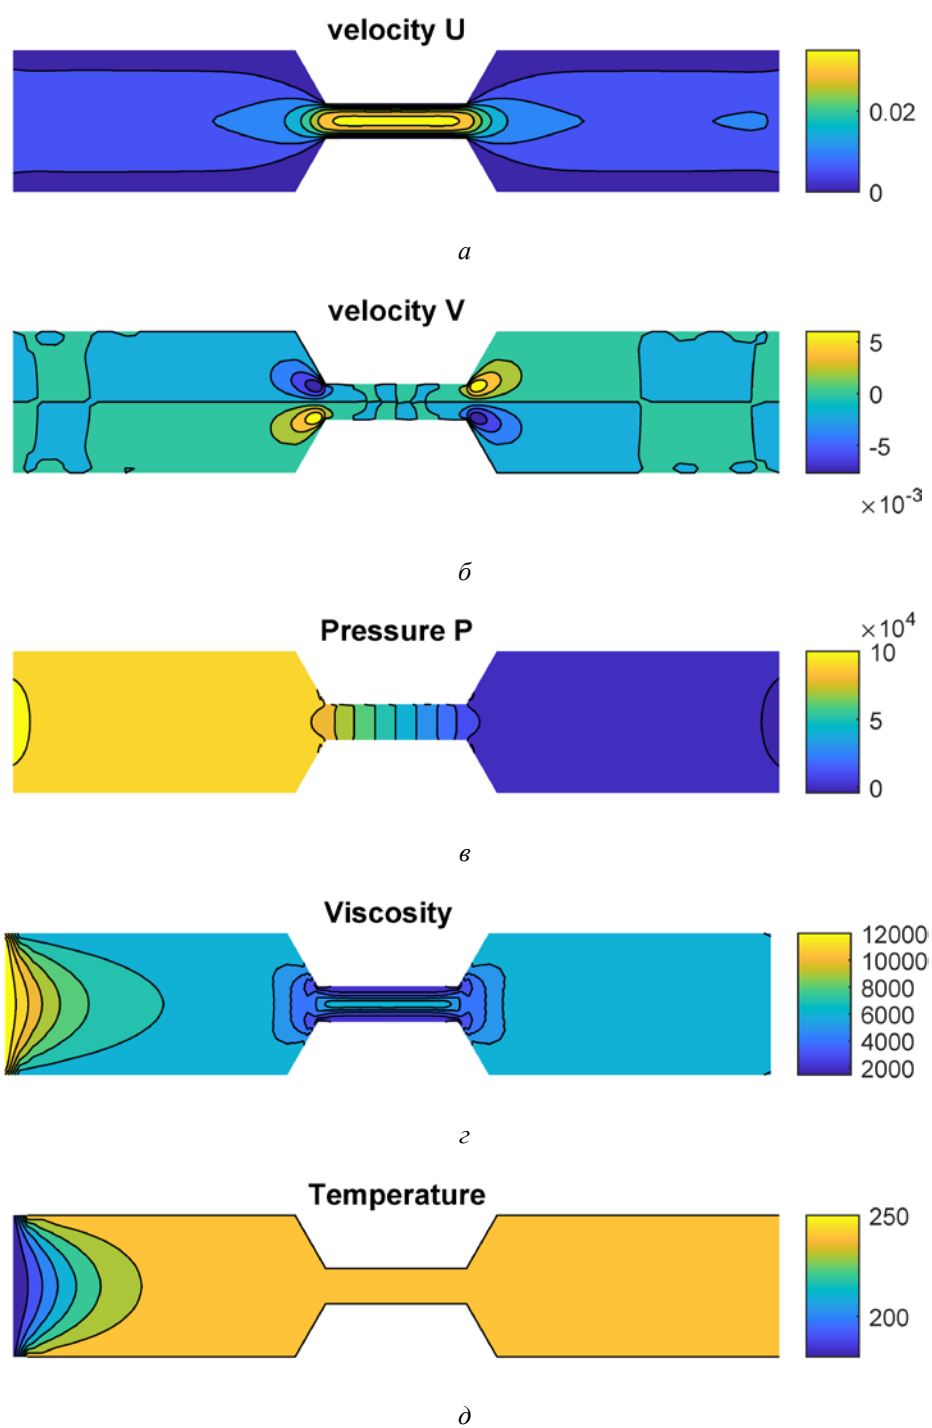 velocity U
0.02
0
а
velocity V
5
0
-5
×10-3
б
Pressure P
×104
10
5
0
в
Viscosity
12000
10000
8000
6000
4000
2000
г
Temperature
250
200
д